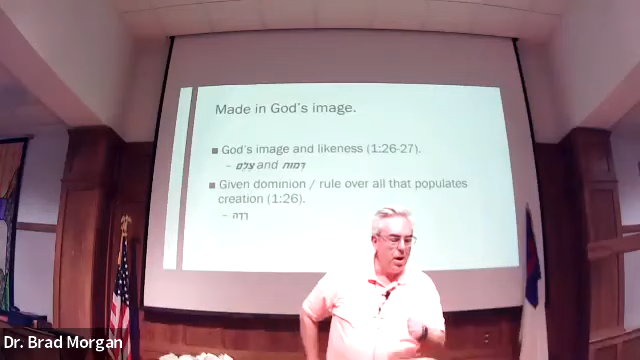 Made in God's image.
■ God's image and likeness (1:26-27).
– צֶלֶם and דְּמוּת
■ Given dominion / rule over all that populates
creation (1:26).
– רָדָה
Dr. Brad Morgan